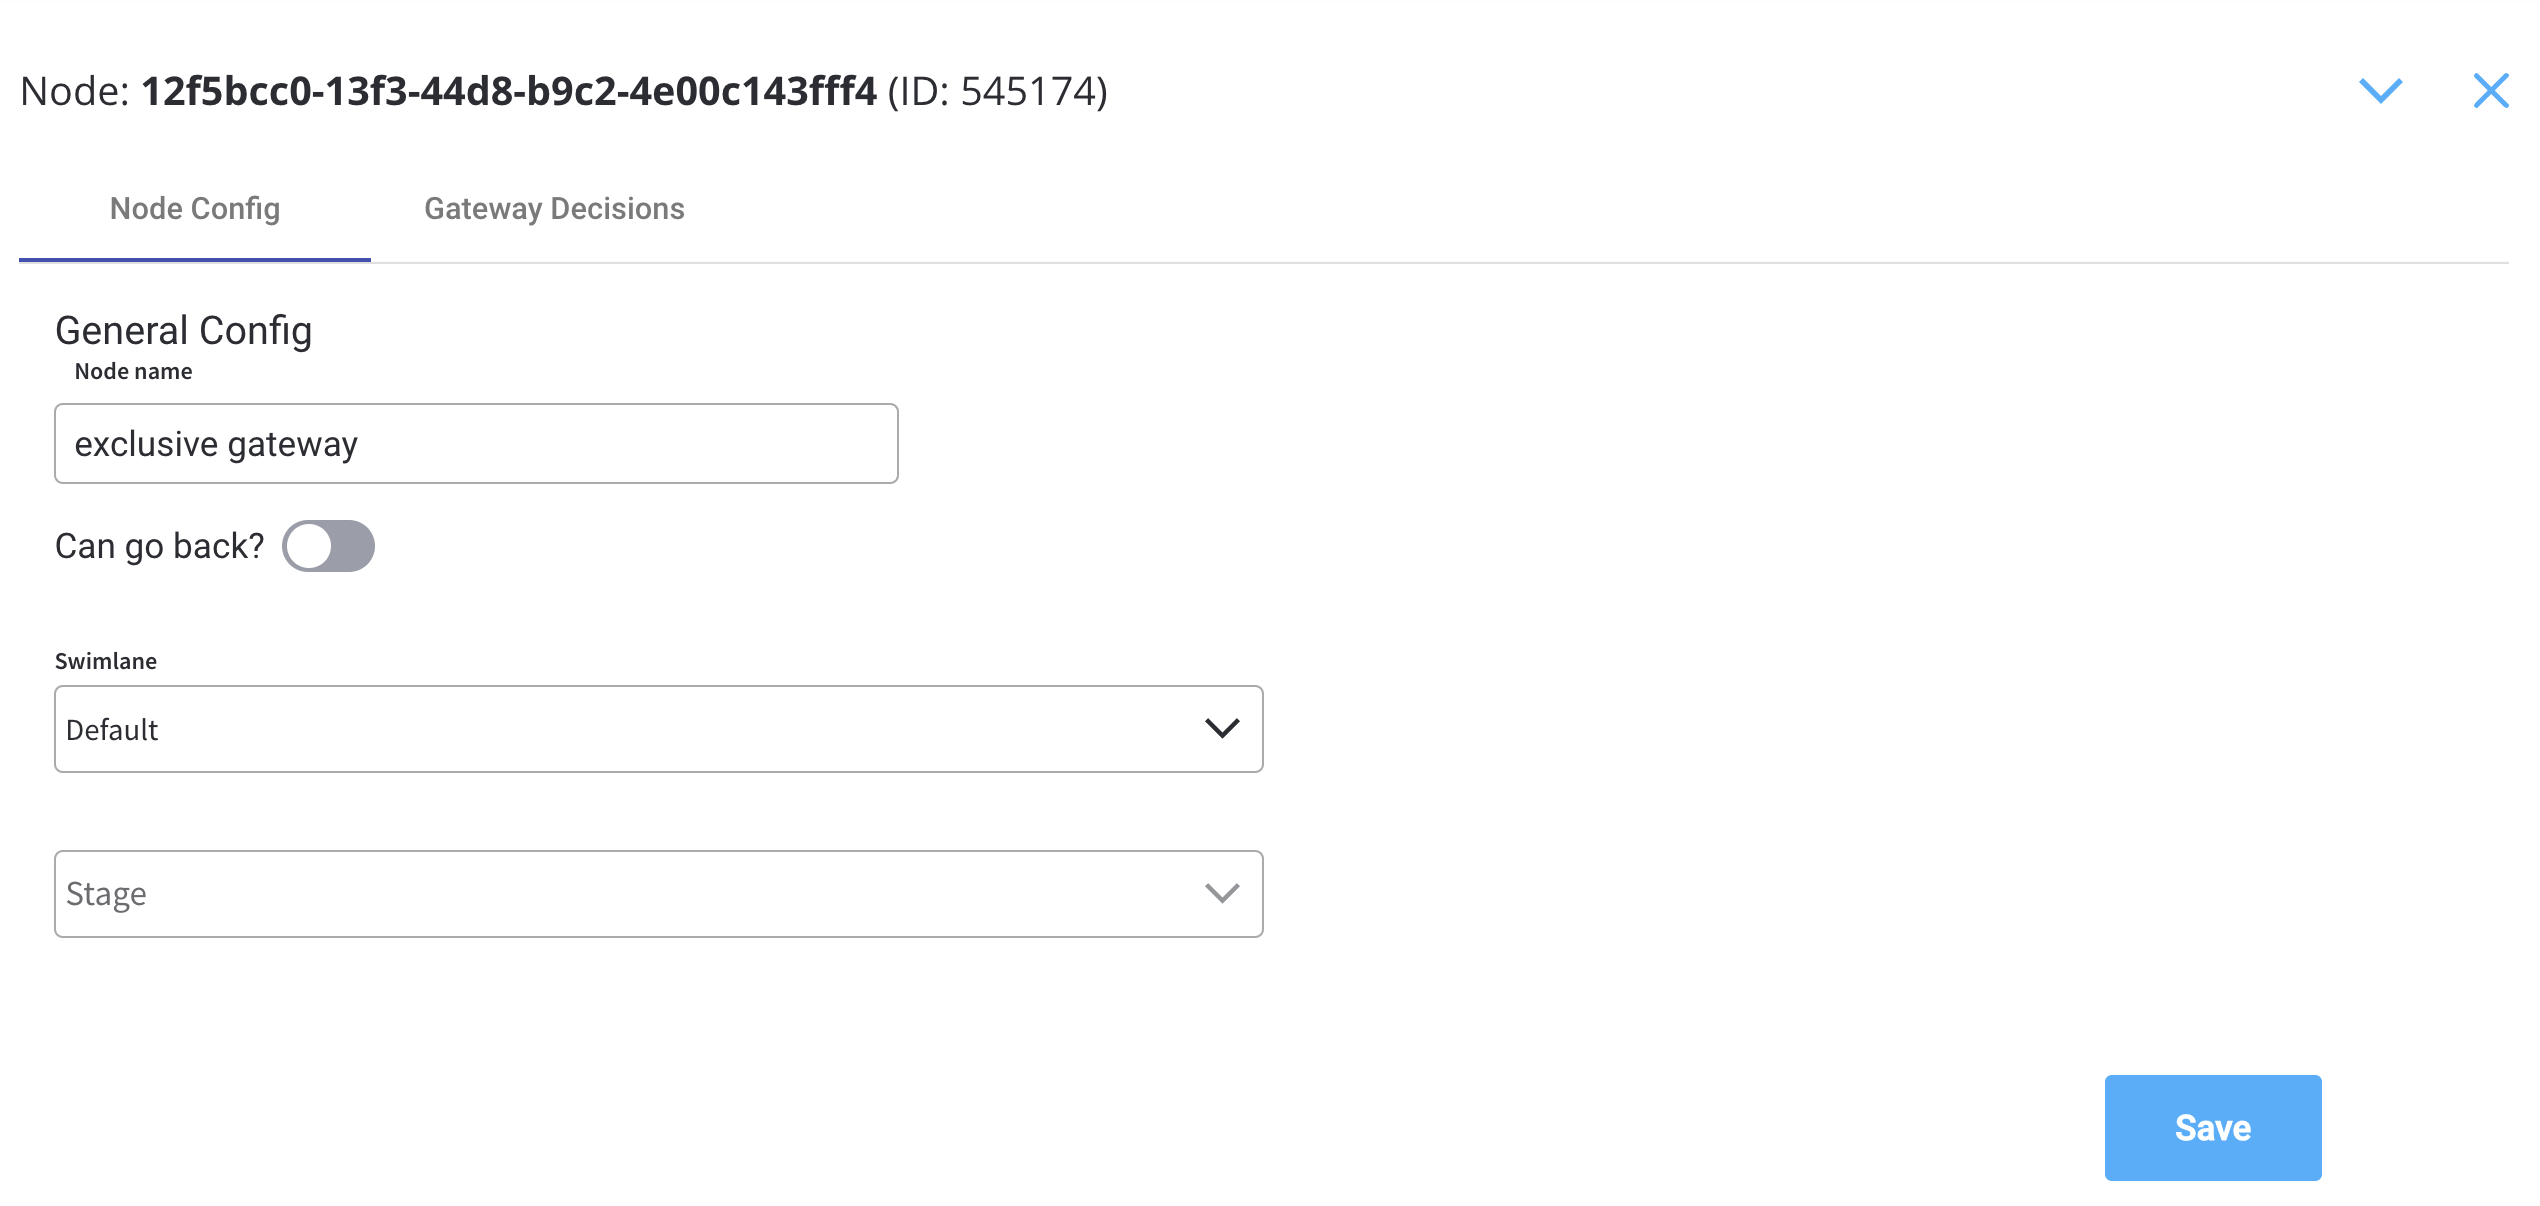 Node: 12f5bcc0-13f3-44d8-b9c2-4e00c143fff4 (ID: 545174)
Node Config
Gateway Decisions
General Config
Node name
exclusive gateway
Can go back?
Swimlane
Default
Stage
Save